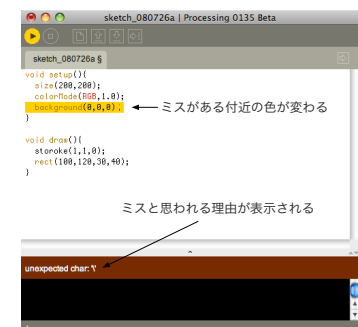 sketch_080726a | Processing 0135 Beta
sketch_080726a §
void setup(){
size(200,200);
colorMode(RGB,1.0);
background(0,0,0);
ミスがある付近の色が変わる
}
void draw(){
storoke(1,1,0);
rect(100,120,30,40);
}
ミスと思われる理由が表示される
unexpected char: '\'